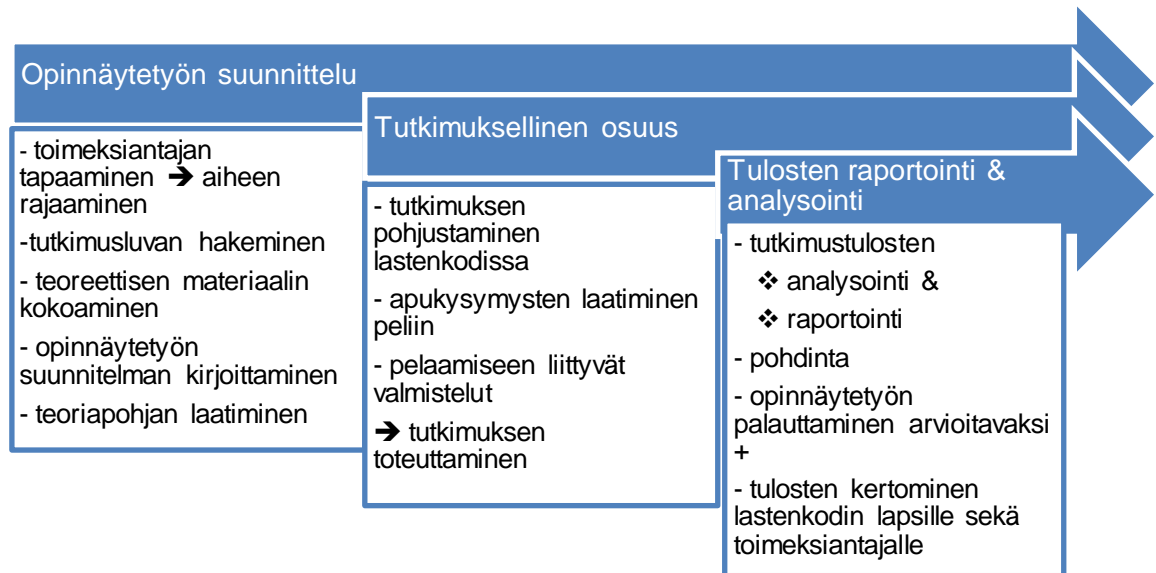 Opinnäytetyön suunnittelu
- toimeksiantajan
tapaaminen ➔ aiheen
rajaaminen
-tutkimusluvan hakeminen
- teoreettisen materiaalin
kokoaminen
- opinnäytetyön
suunnitelman kirjoittaminen
- teoriapohjan laatiminen
Tutkimuksellinen osuus
- tutkimuksen
pohjustaminen
lastenkodissa
- apukysymysten laatiminen
peliin
- pelaamiseen liittyvät
valmistelut
➔ tutkimuksen
toteuttaminen
Tulosten raportointi &
analysointi
- tutkimustulosten
❖ analysointi &
❖ raportointi
- pohdinta
- opinnäytetyön
palauttaminen arvioitavaksi
+
- tulosten kertominen
lastenkodin lapsille sekä
toimeksiantajalle